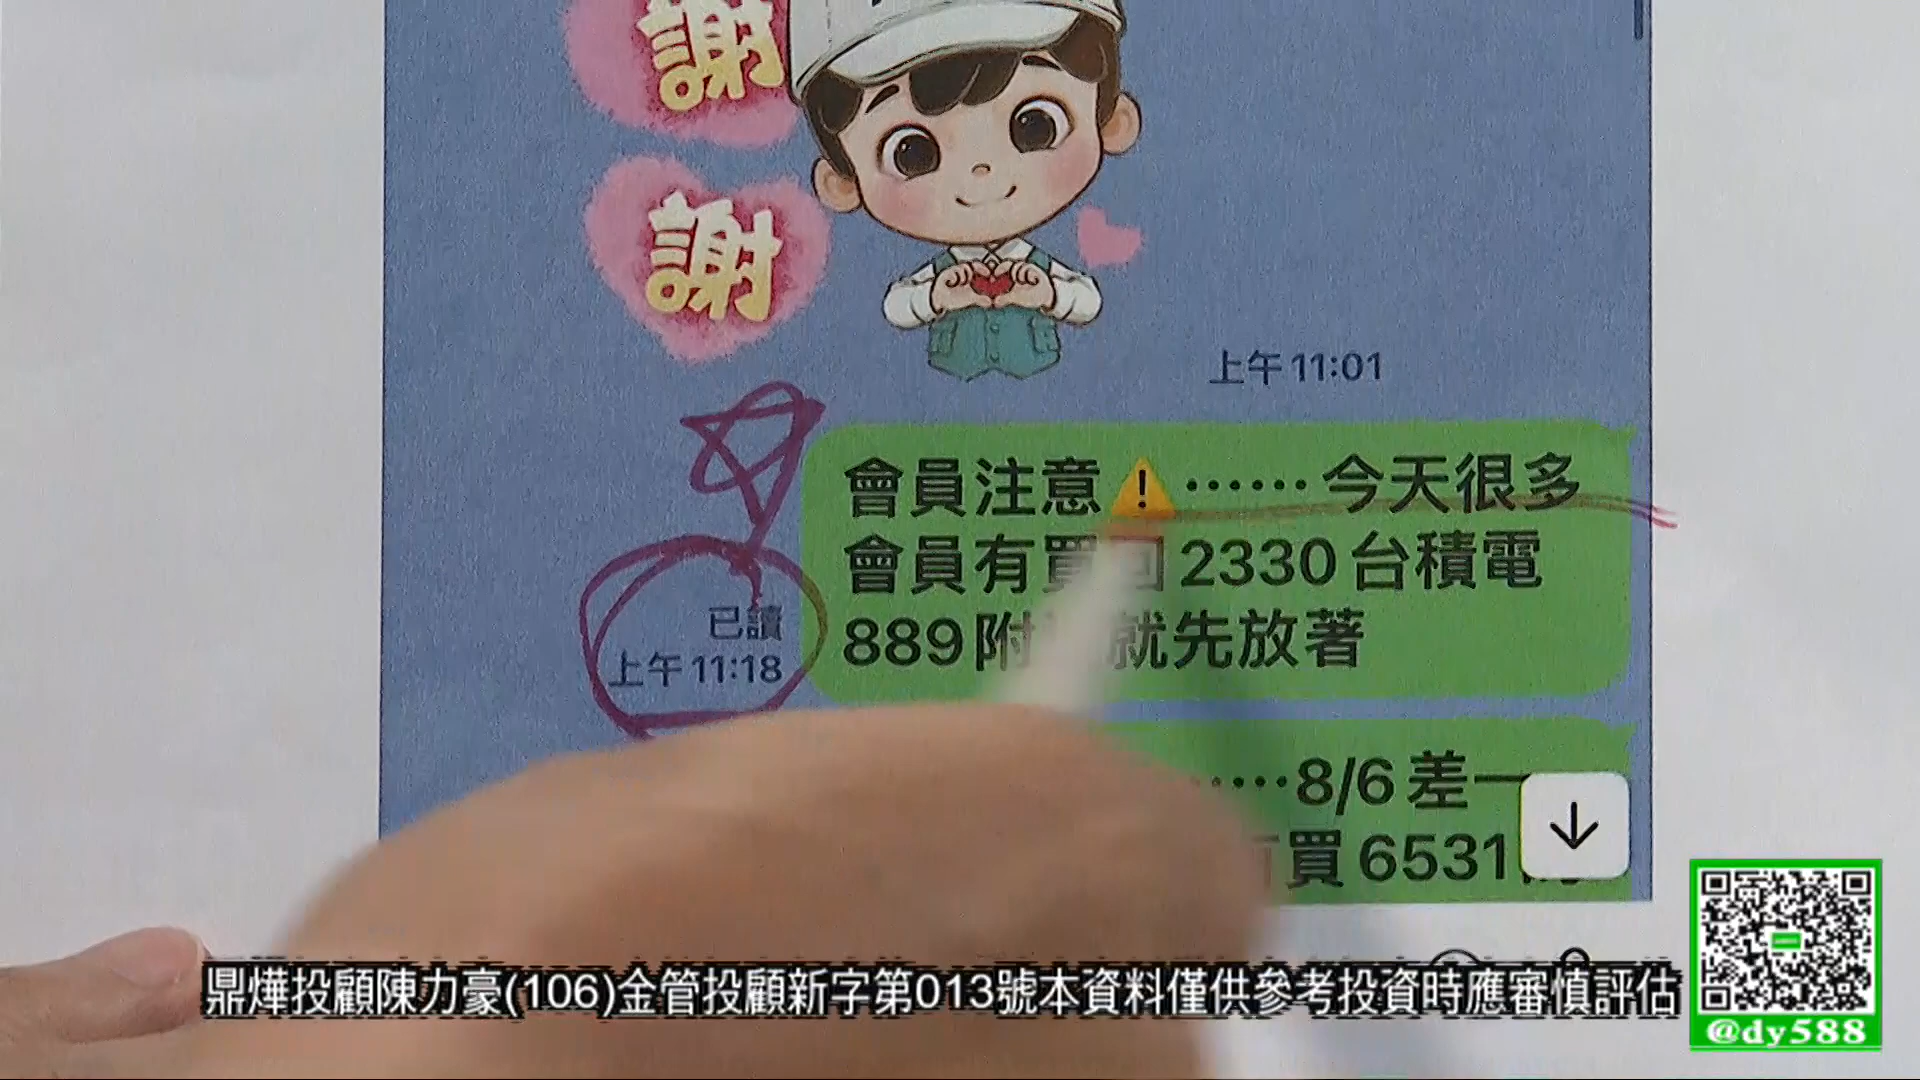 謝
謝
上午 11:01
會員注意⚠️⋯⋯今天很多
會員有買回2330台積電
889附 就先放著
已讀
上午 11:18
⋯⋯8/6差一
買6531
鼎燁投顧陳力豪(106)金管投顧新字第013號本資料僅供參考投資時應審慎評估
@dy588